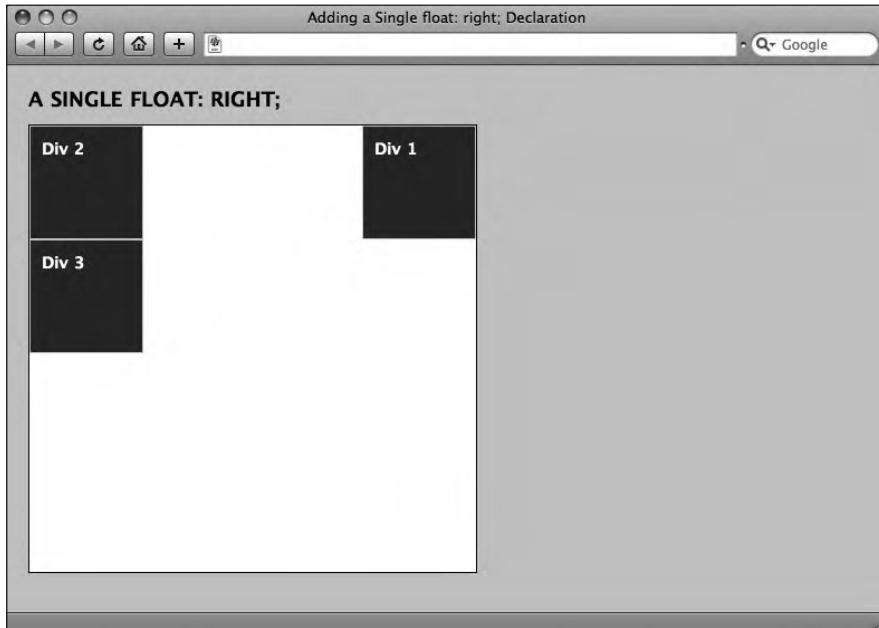 Adding a Single float: right; Declaration
Google
A SINGLE FLOAT: RIGHT;
Div 2
Div 1
Div 3